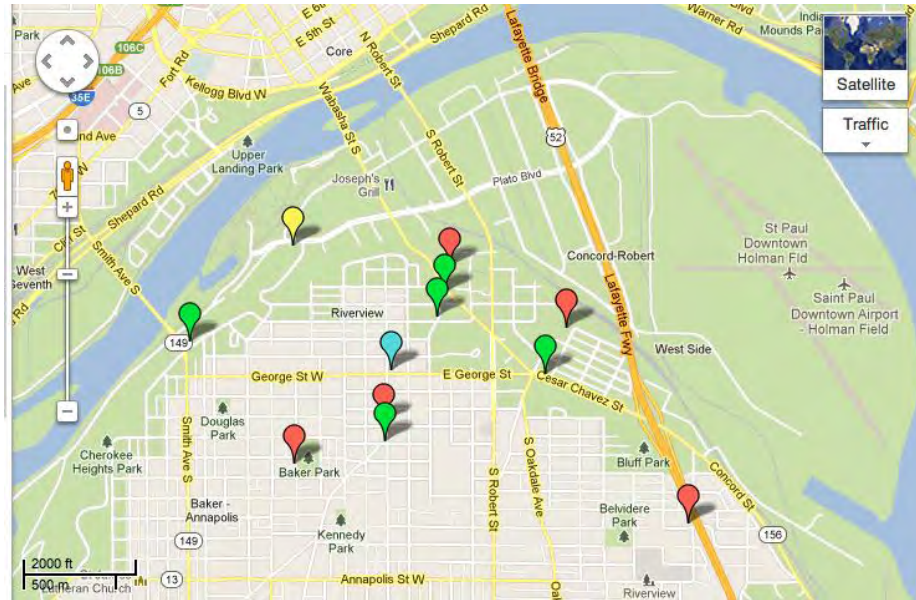 Park
106C
106B
35E
Ave
Fort Rd
Kellogg Blvd W
5
E 5th St
E 6
Core
N Robert St
Shepard Rd
Lafayette Bridge
Warner Rd
Mounds
Satellite
Traffic
Upper
Landing Park
Wabasha St S
S Robert St
52
Joseph's
Grill
Plato Blvd
Shepard Rd
Smith Ave S
West
Seventh
St Paul
Downtown
Holman Fld
Concord-Robert
Saint Paul
Downtown Airport
- Holman Field
Riverview
149
Lafayette Fwy
West Side
George St W
E George St
Cesar Chavez St
Douglas
Park
Cherokee
Heights Park
Smith Ave S
Baker Park
S Robert St
S Oakdale Ave
Bluff Park
Concord St
Baker -
Annapolis
Belvidere
Park
149
Kennedy
Park
156
2000 ft
500 m
Lutheran Church
13
Annapolis St W
Riverview